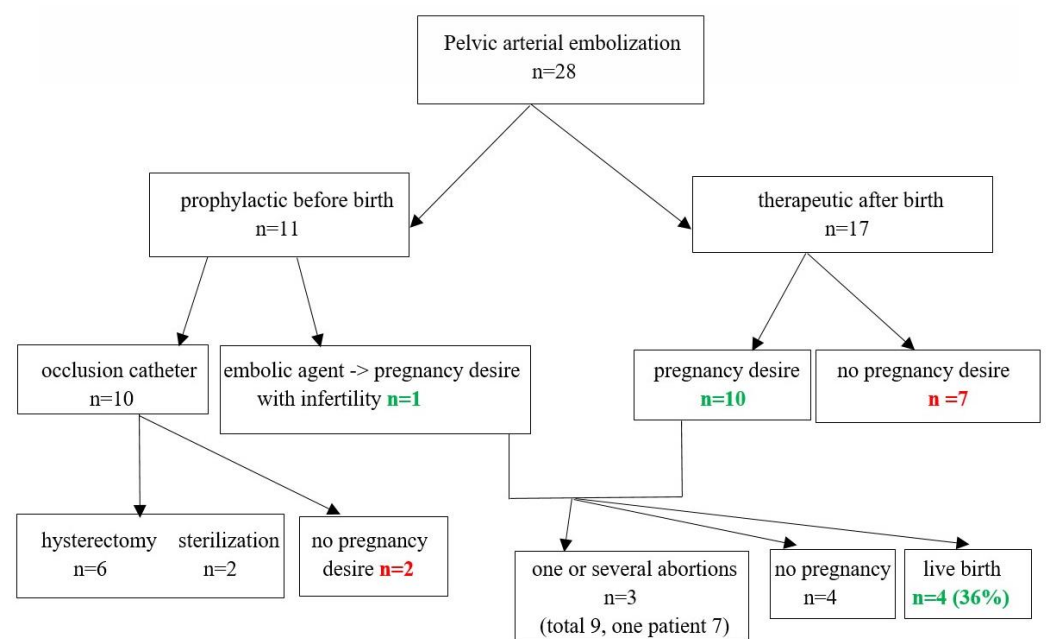 Pelvic arterial embolization
n=28
prophylactic before birth
n=11
therapeutic after birth
n=17
occlusion catheter
n=10
embolic agent -> pregnancy desire
with infertility n=1
pregnancy desire
n=10
no pregnancy desire
n =7
hysterectomy sterilization
n=6 n=2
no pregnancy
desire n=2
one or several abortions
n=3
(total 9, one patient 7)
no pregnancy
n=4
live birth
n=4 (36%)